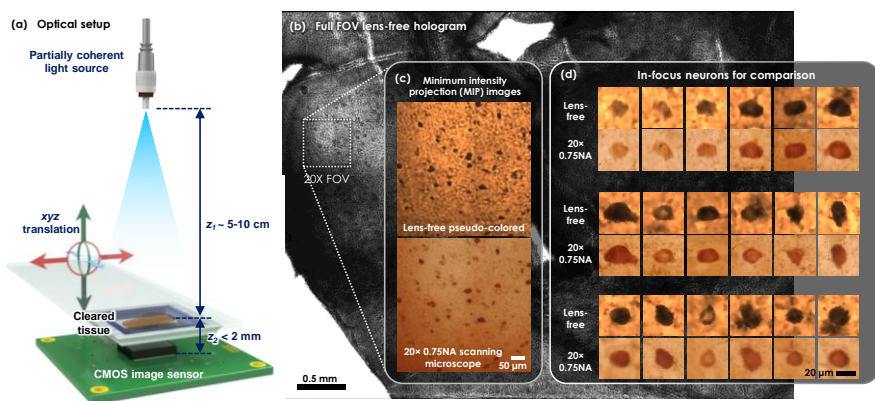 (a) Optical setup
Partially coherent
light source
xyz
translation
z₁ ~ 5-10 cm
Cleared
tissue
z₂ < 2 mm
CMOS image sensor
(b) Full FOV lens-free hologram
20X FOV
0.5 mm
(c)
Minimum intensity
projection (MIP) images
Lens-free pseudo-colored
20× 0.75NA scanning
microscope
50 µm
(d)
In-focus neurons for comparison
Lens-
free
20×
0.75NA
Lens-
free
20×
0.75NA
Lens-
free
20×
0.75NA
20 µm